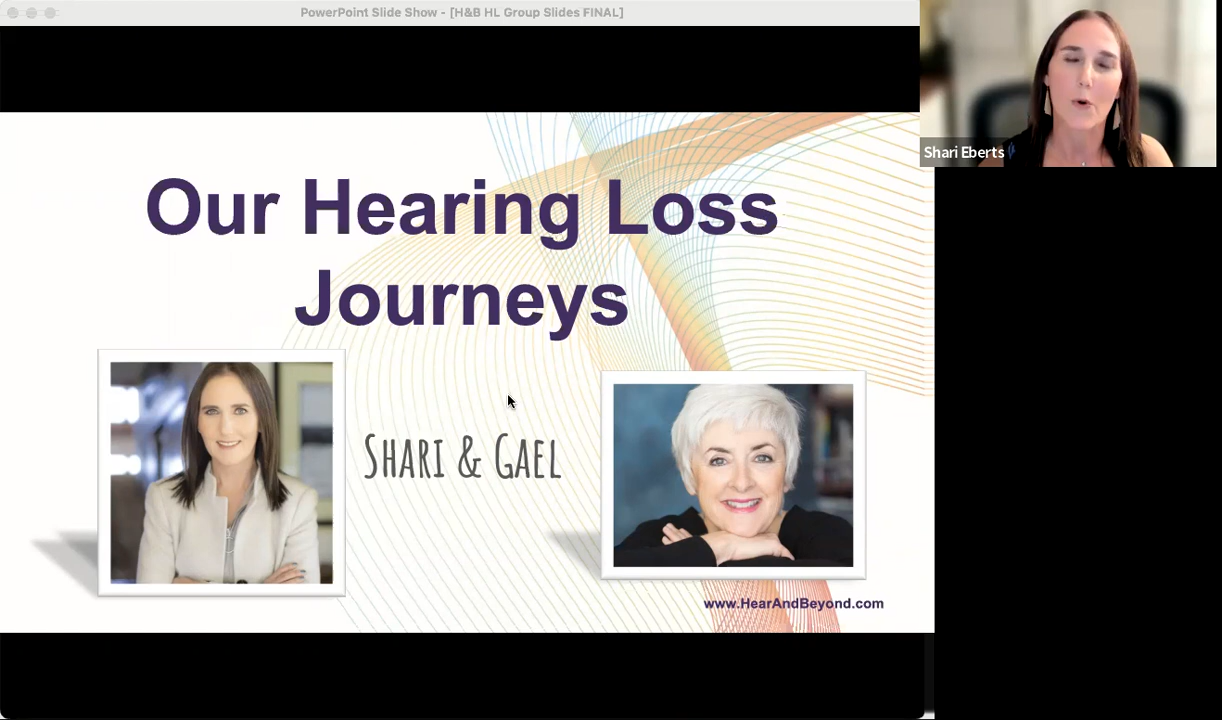 PowerPoint Slide Show - [H&B HL Group Slides FINAL]
Shari Eberts
Our Hearing Loss
Journeys
SHARI & GAEL
www.HearAndBeyond.com